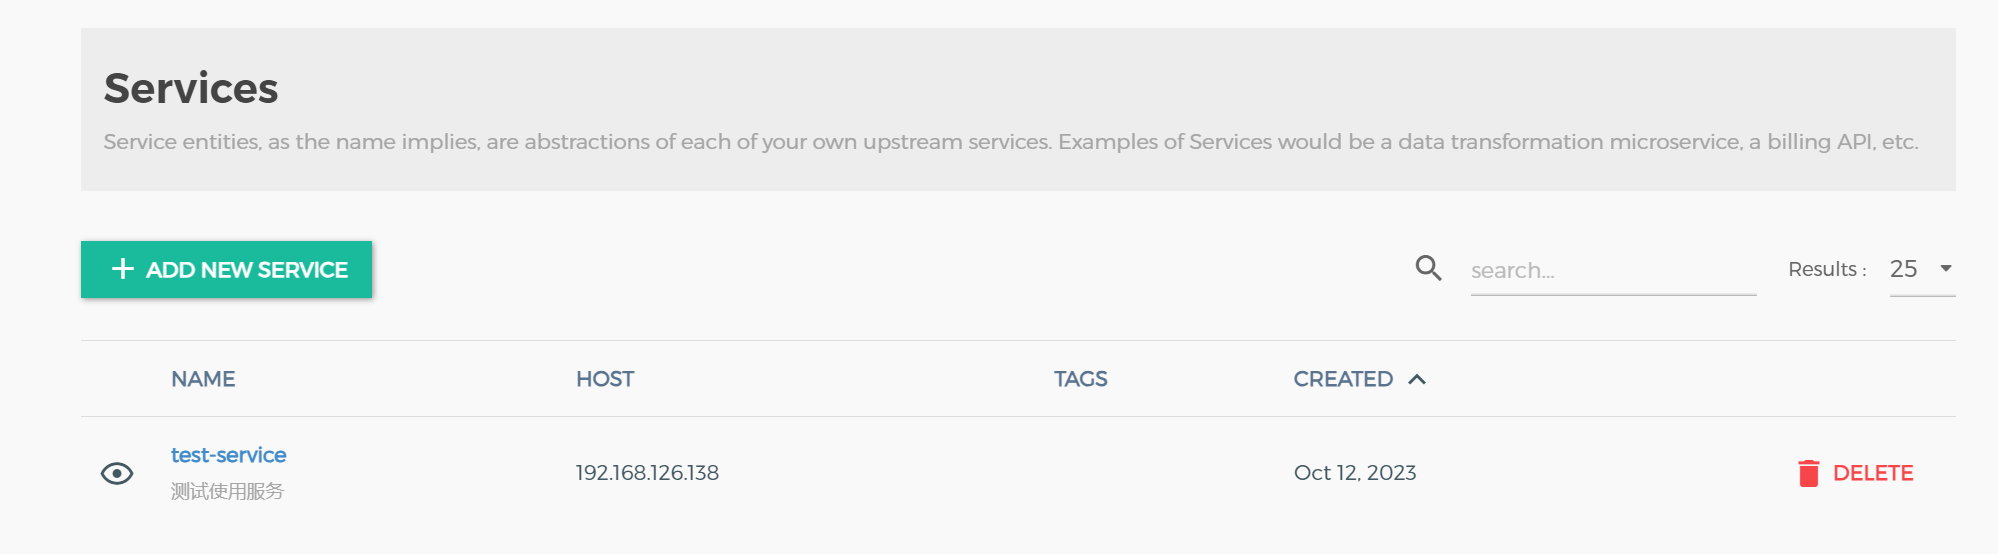 Services
Service entities, as the name implies, are abstractions of each of your own upstream services. Examples of Services would be a data transformation microservice, a billing API, etc.
+ ADD NEW SERVICE
search...
Results : 25
NAME HOST TAGS CREATED
test-service
测试使用服务
192.168.126.138
Oct 12, 2023
DELETE